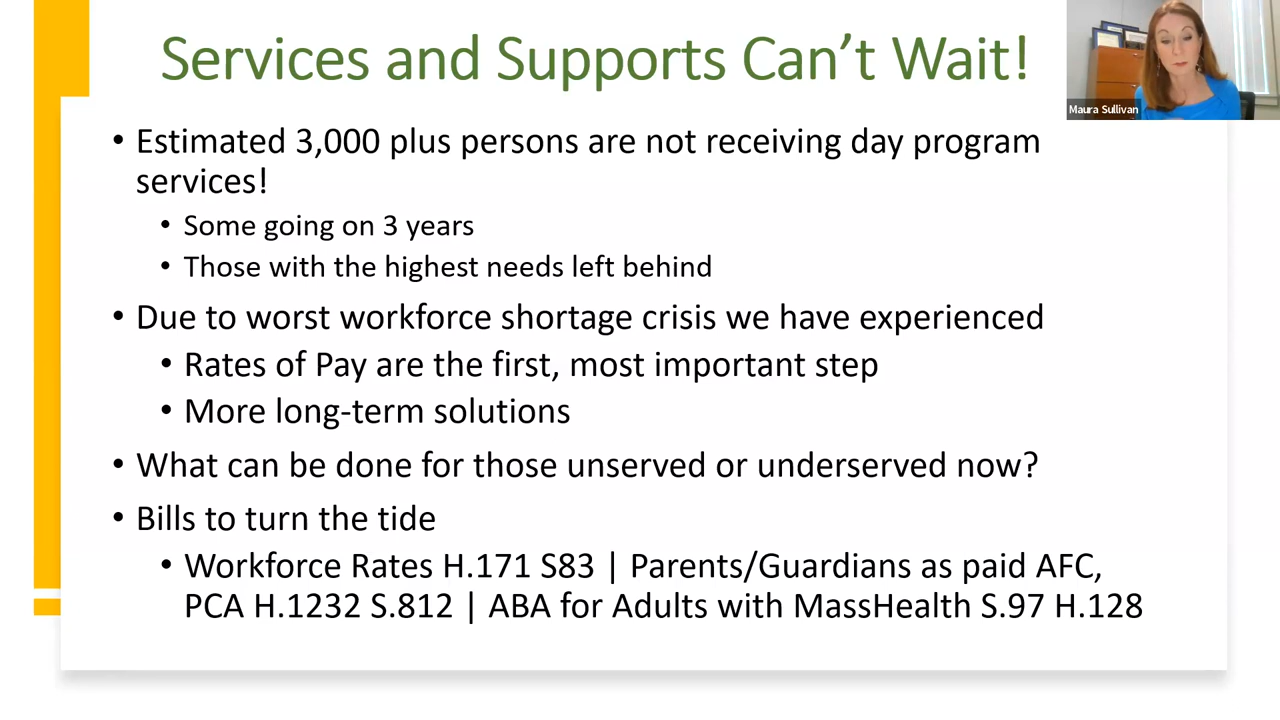 Services and Supports Can't Wait!
Maura Sullivan
• Estimated 3,000 plus persons are not receiving day program
services!
• Some going on 3 years
• Those with the highest needs left behind
• Due to worst workforce shortage crisis we have experienced
• Rates of Pay are the first, most important step
• More long-term solutions
• What can be done for those unserved or underserved now?
• Bills to turn the tide
• Workforce Rates H.171 S83 | Parents/Guardians as paid AFC,
PCA H.1232 S.812 | ABA for Adults with MassHealth S.97 H.128